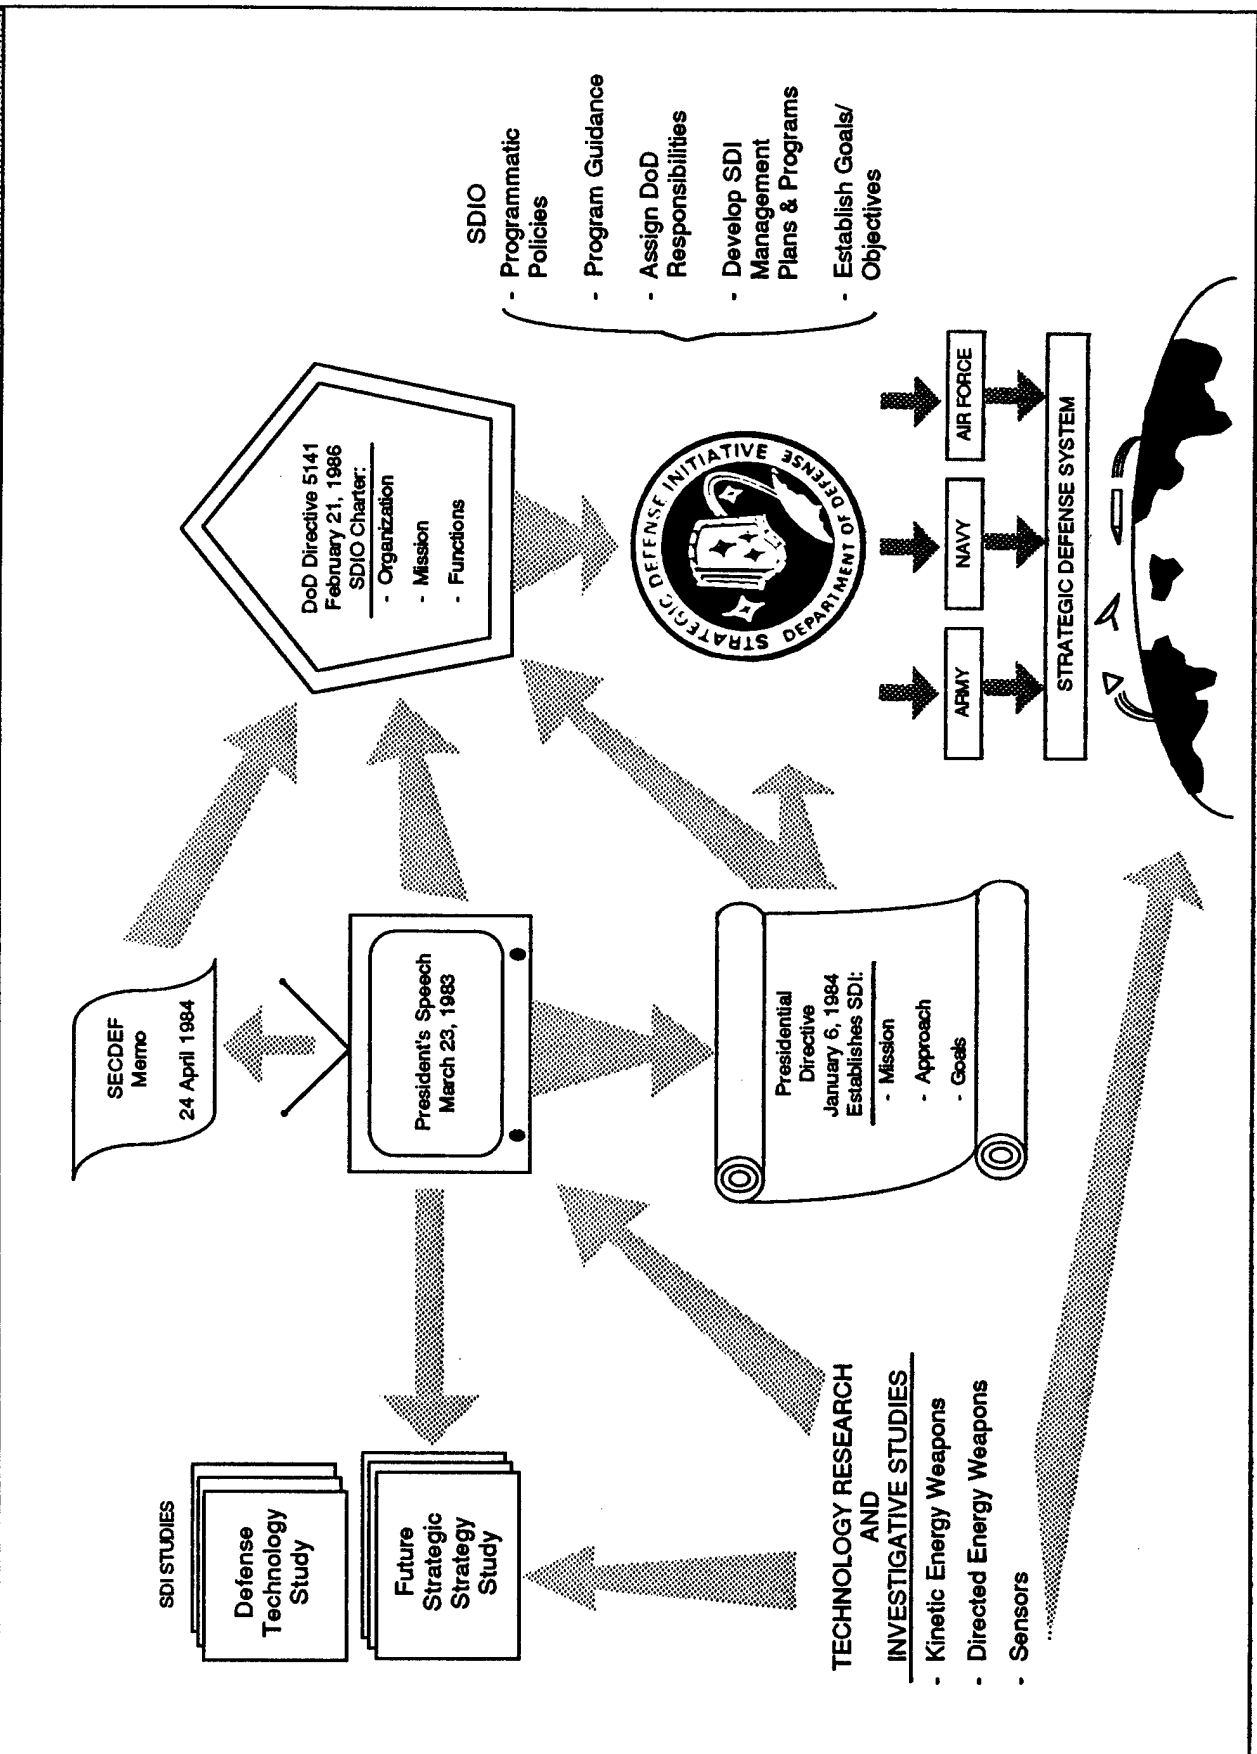 SDI STUDIES
Defense
Technology
Study
Future
Strategic
Strategy
Study
TECHNOLOGY RESEARCH
AND
INVESTIGATIVE STUDIES
- Kinetic Energy Weapons
- Directed Energy Weapons
- Sensors
SECDEF
Memo
24 April 1984
President's Speech
March 23, 1983
Presidential
Directive
January 6, 1984
Establishes SDI:
- Mission
- Approach
- Goals
DoD Directive 5141
February 21, 1986
SDIO Charter:
- Organization
- Mission
- Functions
STRATEGIC DEFENSE INITIATIVE
DEPARTMENT OF DEFENSE
ARMY
NAVY
AIR FORCE
STRATEGIC DEFENSE SYSTEM
SDIO
- Programmatic
Policies
- Program Guidance
- Assign DoD
Responsibilities
- Develop SDI
Management
Plans & Programs
- Establish Goals/
Objectives